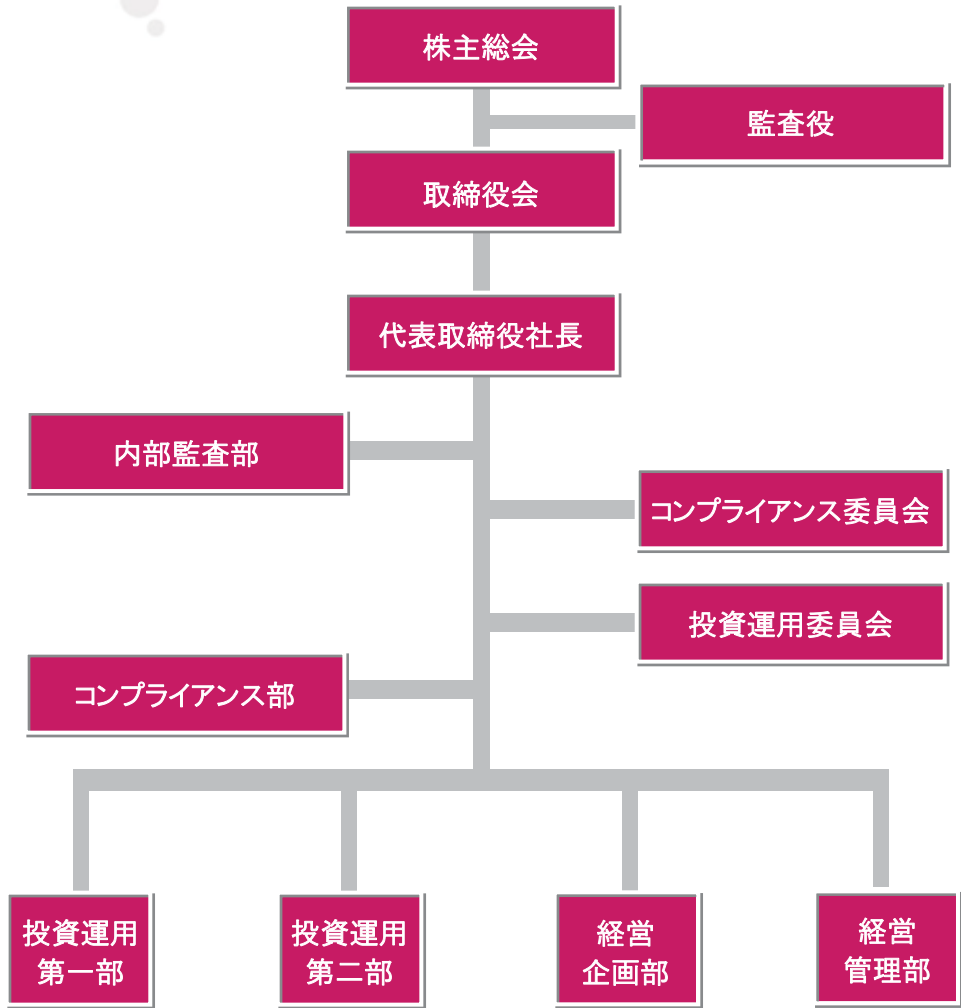 株主総会
監査役
取締役会
代表取締役社長
内部監査部
コンプライアンス委員会
投資運用委員会
コンプライアンス部
投資運用
第一部
投資運用
第二部
経営
企画部
経営
管理部